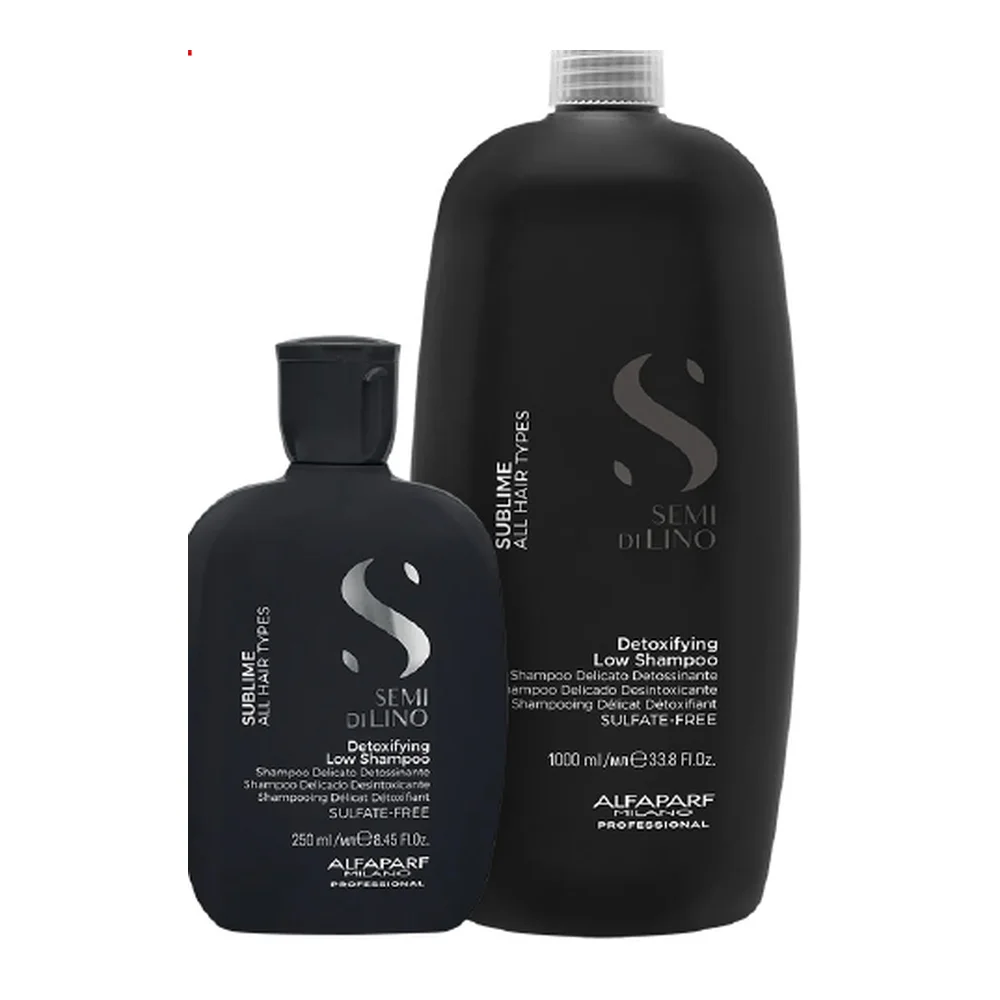 SUBLIME
ALL HAIR TYPES
SEMI
DI LINO
Detoxifying
Low Shampoo
Shampoo Delicato Detossinante
Shampoo Delicado Desintoxicante
Shampooing Délicat Détoxifiant
SULFATE-FREE
250 ml/мл℮8.45 Fl.Oz.
ALFAPARF
MILANO
PROFESSIONAL
SUBLIME
ALL HAIR TYPES
SEMI
DI LINO
Detoxifying
Low Shampoo
Shampoo Delicato Detossinante
ampoo Delicado Desintoxicante
Shampooing Délicat Détoxifiant
SULFATE-FREE
1000 ml/мл℮33.8 Fl.Oz.
ALFAPARF
MILANO
PROFESSIONAL